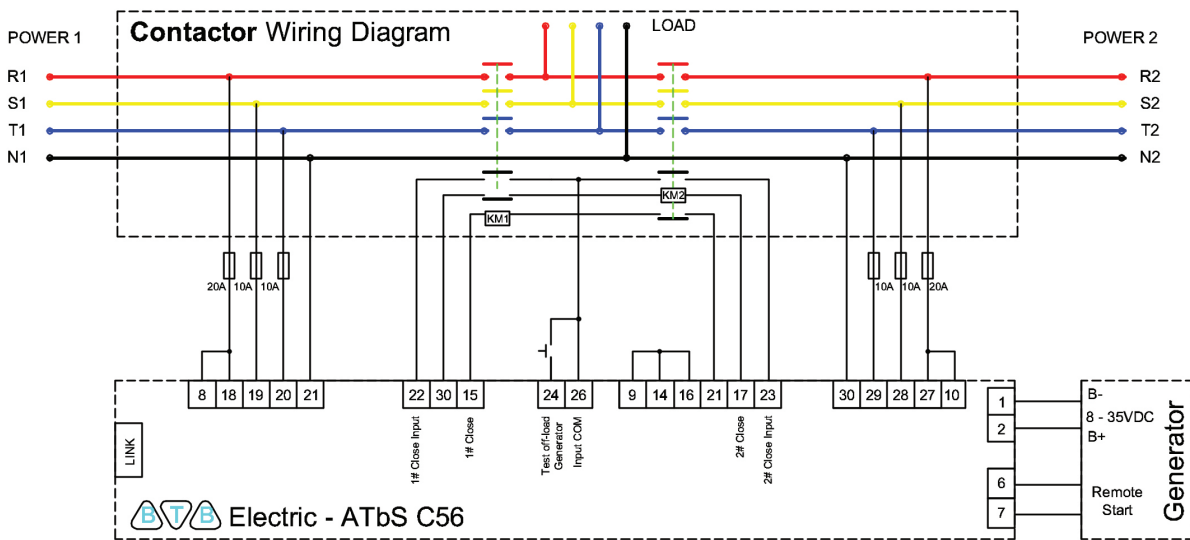 Contactor Wiring Diagram
LOAD
POWER 1
POWER 2
R1
R2
S1
S2
T1
T2
N1
N2
KM2
KM1
20A 10A 10A
10A 10A 20A
8 18 19 20 21
22 30 15
24 26
9 14 16 21 17 23
30 29 28 27 10
1# Close Input
1# Close
Test off-load
Generator
Input COM
2# Close
2# Close Input
1
2
6
7
B-
8 - 35VDC
B+
Remote
Start
Generator
LINK
BTB Electric - ATbS C56